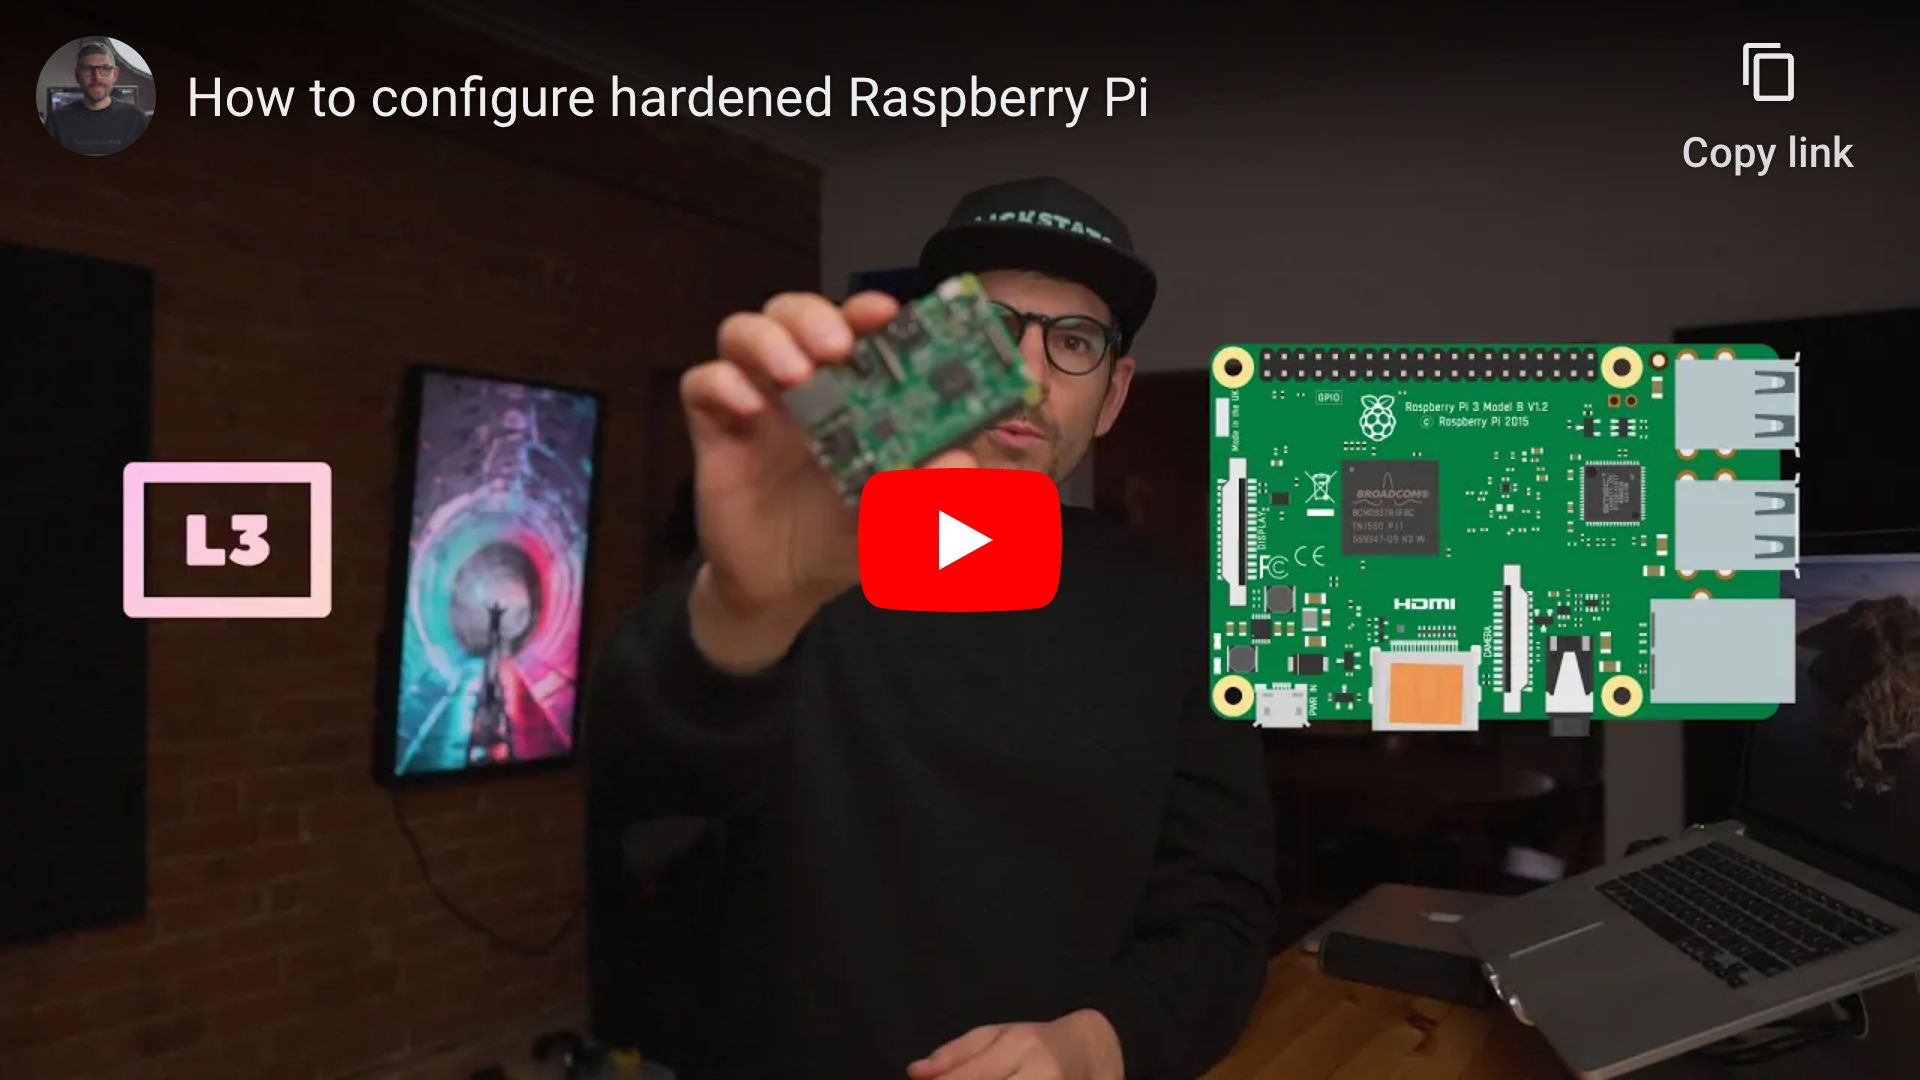 How to configure hardened Raspberry Pi
Copy link
L3
GPIO
Made in the UK
Raspberry Pi 3 Model B V1.2
© Raspberry Pi 2015
BROADCOM®
DISPLAY
FC CE
HDMI
CAMERA
PWR IN